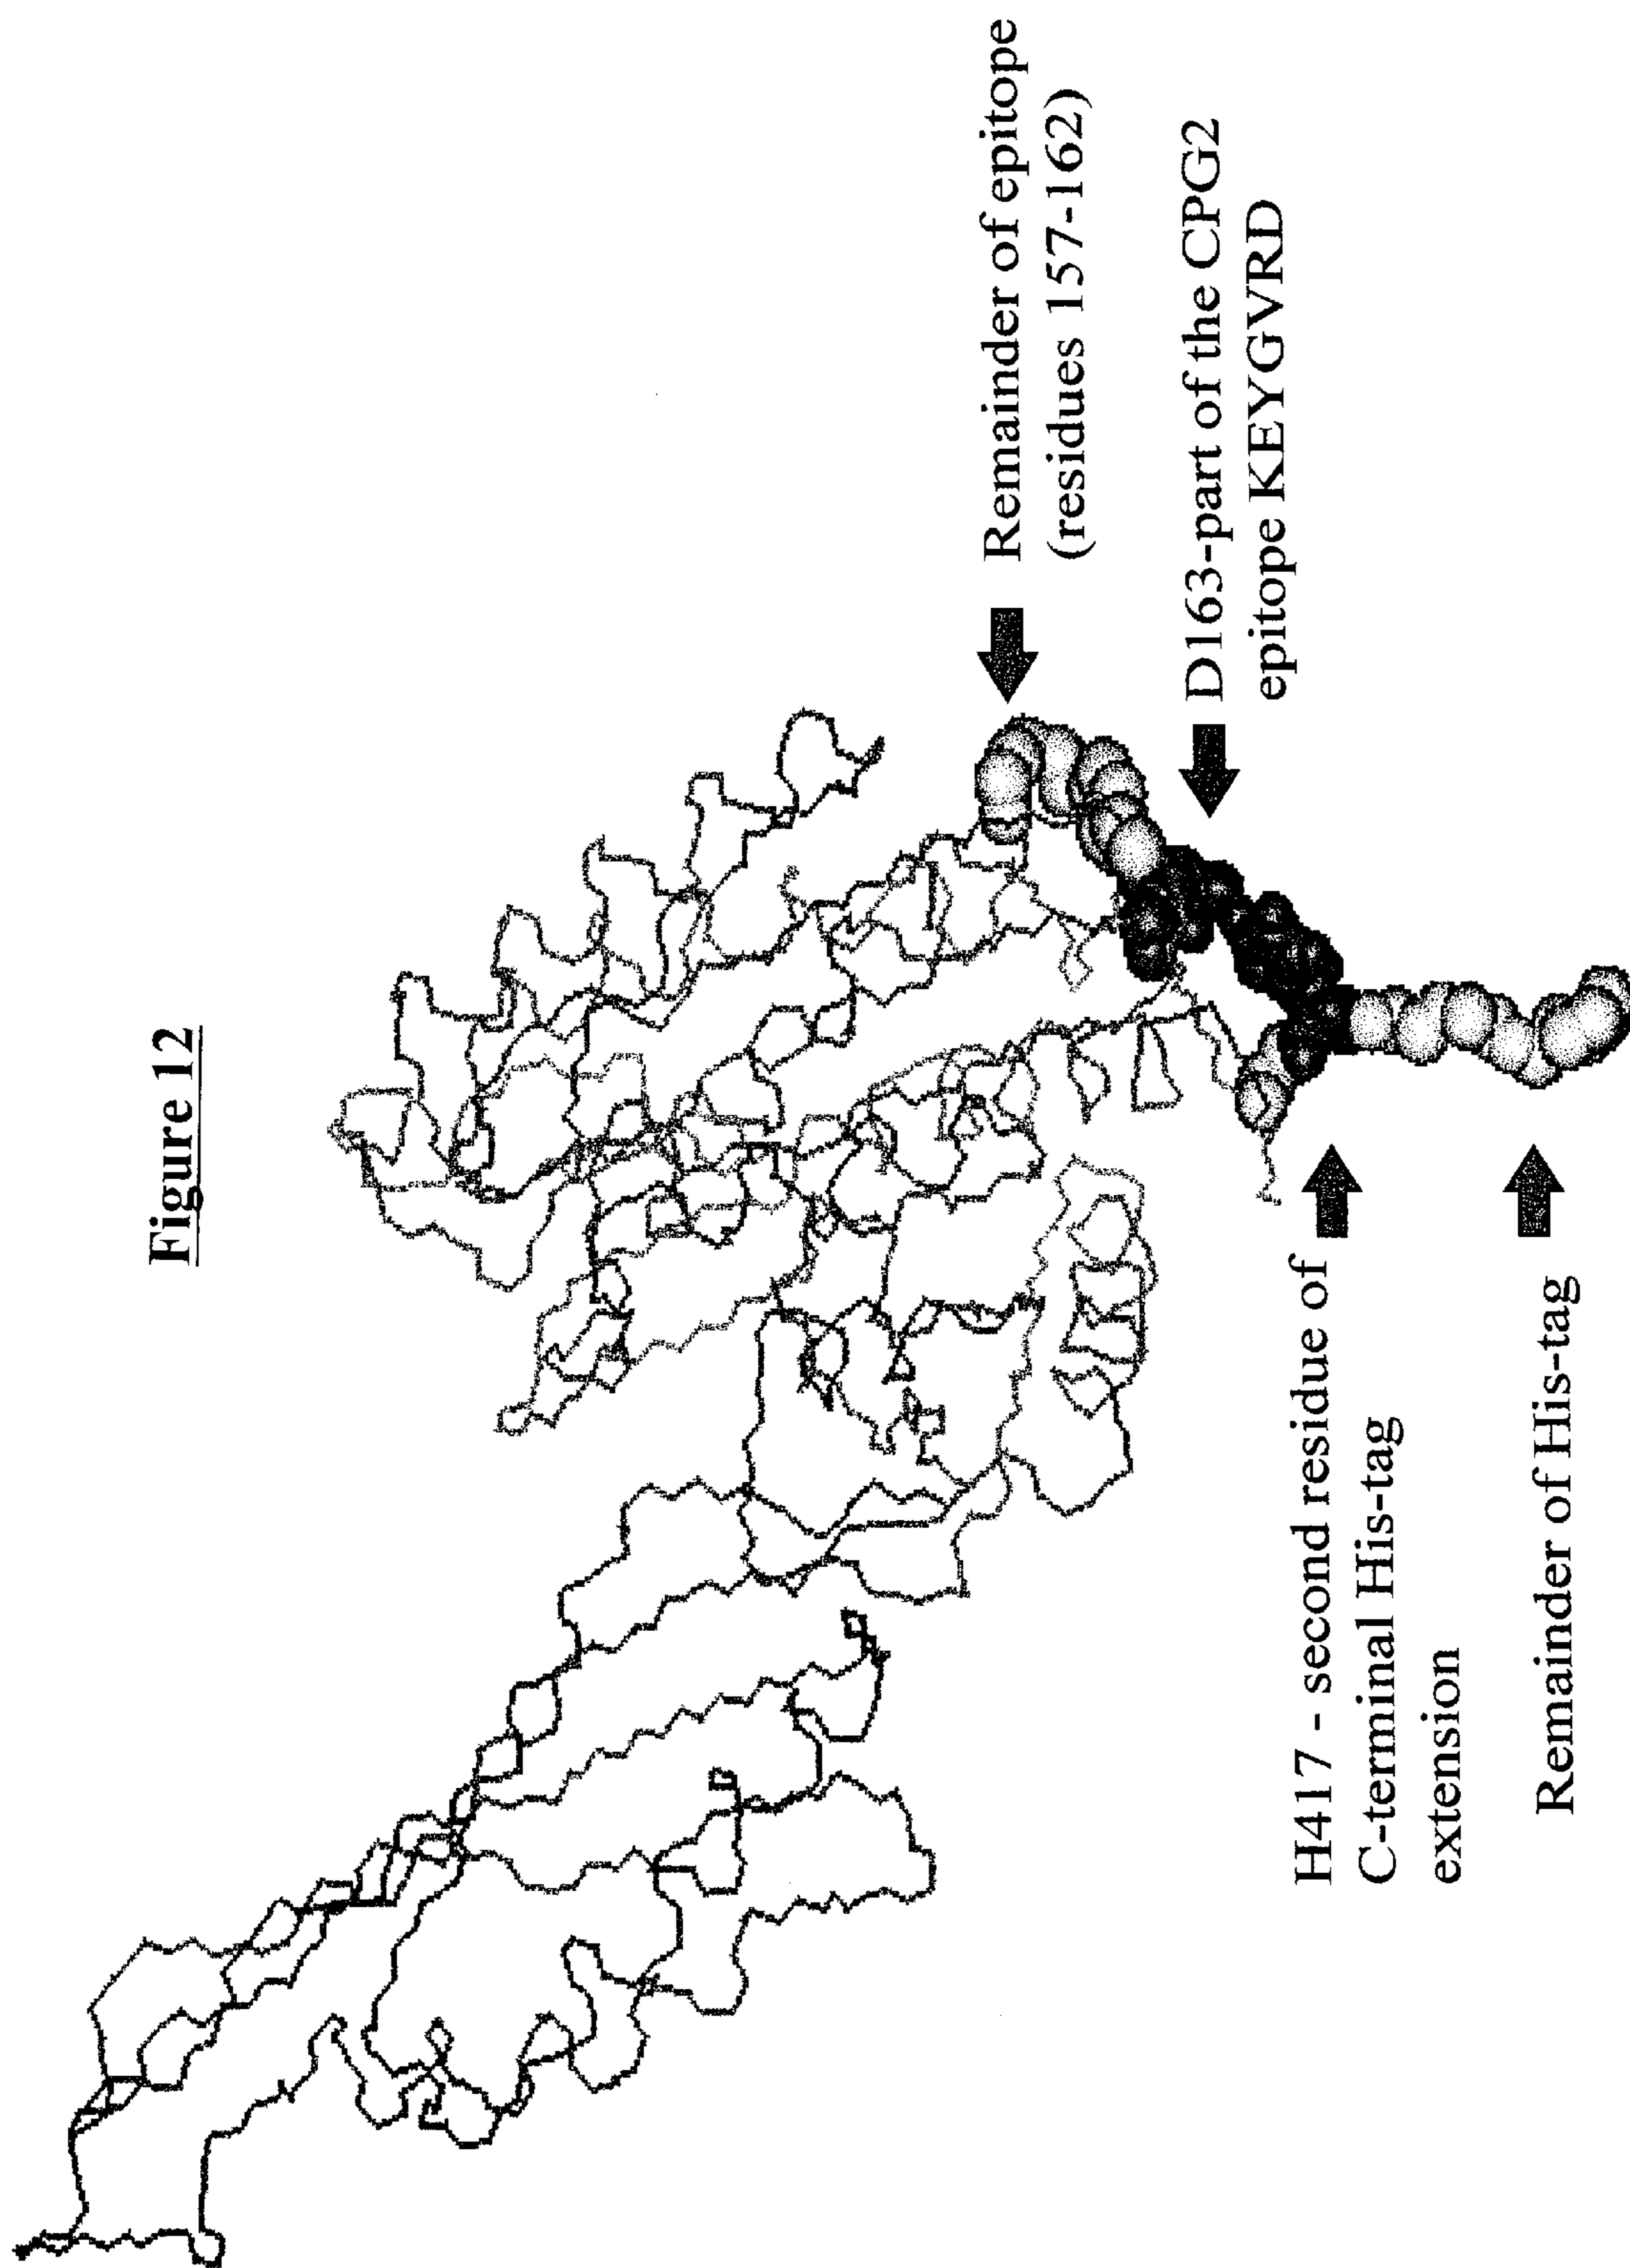 Figure 12
Remainder of epitope
(residues 157-162)
D163-part of the CPG2
epitope KEYGVRD
H417 - second residue of
C-terminal His-tag
extension
Remainder of His-tag